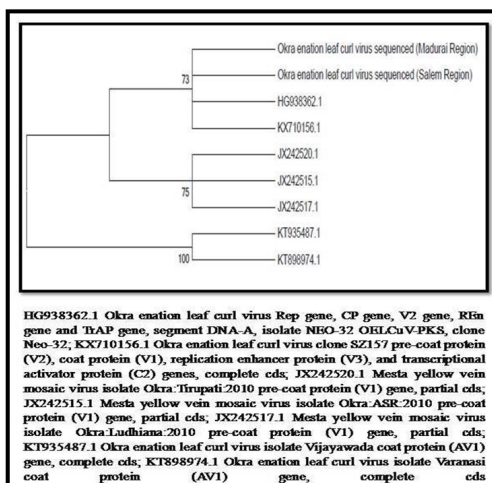 Okra enation leaf curl virus sequenced (Madurai Region)
73
Okra enation leaf curl virus sequenced (Salem Region)
HG938362.1
KX710156.1
JX242520.1
JX242515.1
75
JX242517.1
KT935487.1
100
KT898974.1
HG938362.1 Okra enation leaf curl virus Rep gene, CP gene, V2 gene, REn
gene and TrAP gene, segment DNA-A, isolate NEO-32 OELCuV-PKS, clone
Neo-32; KX710156.1 Okra enation leaf curl virus clone SZ157 pre-coat protein
(V2), coat protein (V1), replication enhancer protein (V3), and transcriptional
activator protein (C2) genes, complete cds; JX242520.1 Mesta yellow vein
mosaic virus isolate Okra:Tirupati:2010 pre-coat protein (V1) gene, partial cds;
JX242515.1 Mesta yellow vein mosaic virus isolate Okra:ASR:2010 pre-coat
protein (V1) gene, partial cds; JX242517.1 Mesta yellow vein mosaic virus
isolate Okra:Ludhiana:2010 pre-coat protein (V1) gene, partial cds;
KT935487.1 Okra enation leaf curl virus isolate Vijayawada coat protein (AV1)
gene, complete cds; KT898974.1 Okra enation leaf curl virus isolate Varanasi
coat protein (AV1) gene, complete cds